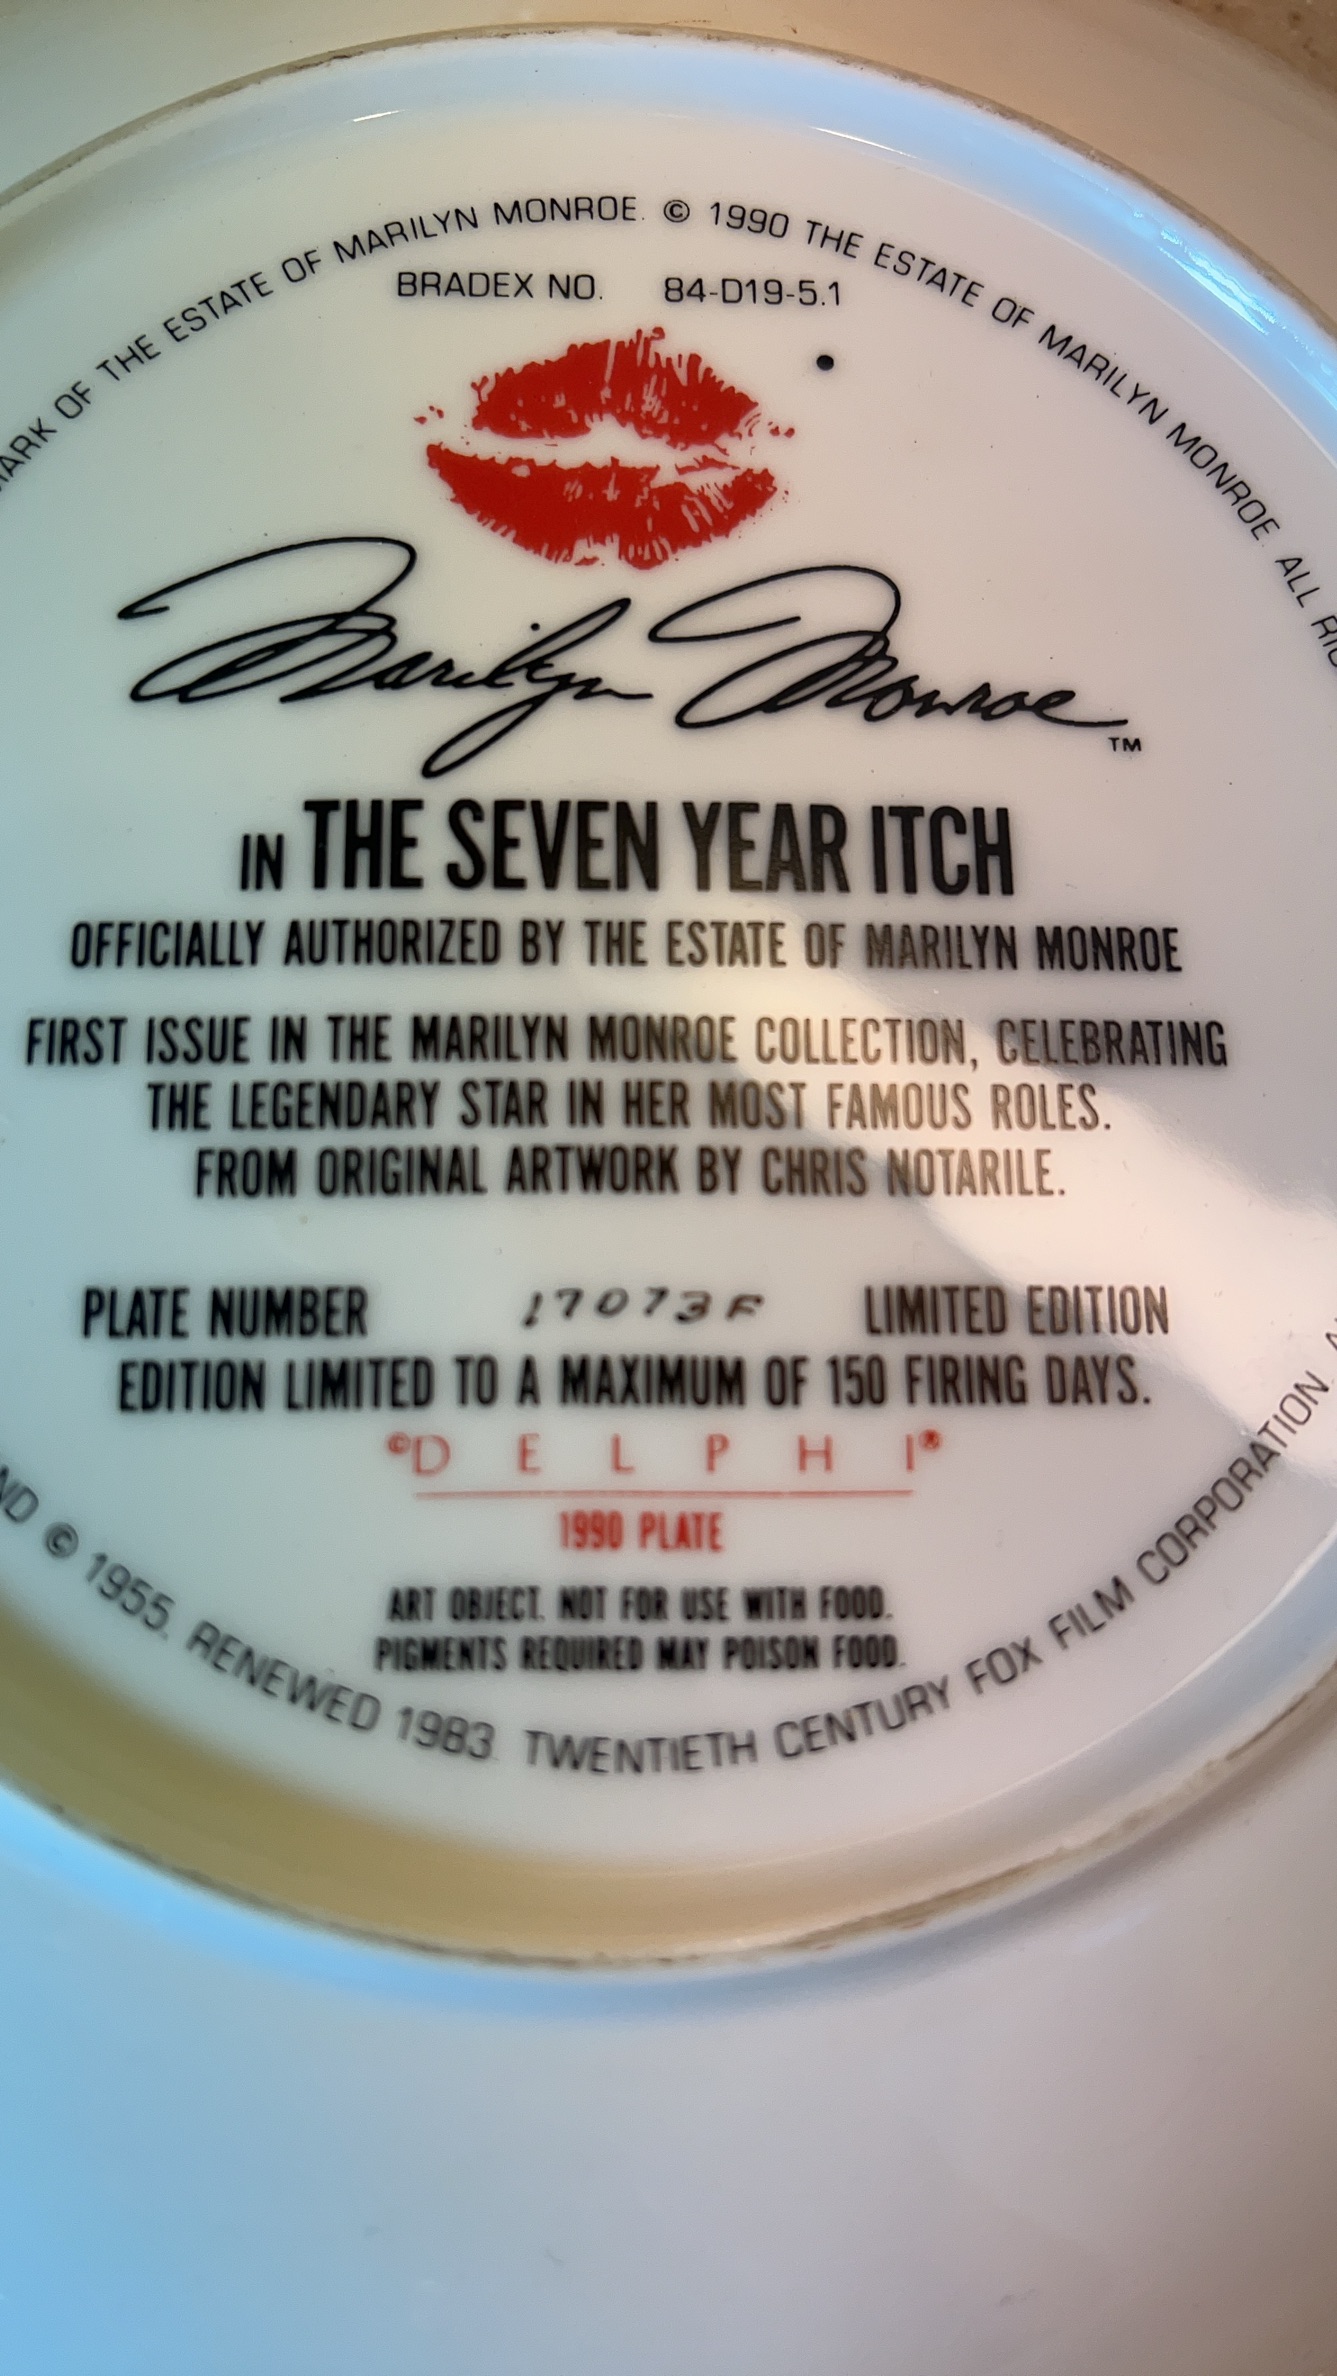 MARK OF THE ESTATE OF MARILYN MONROE. © 1990 THE ESTATE OF MARILYN MONROE. ALL
BRADEX NO. 84-D19-5.1
Marilyn Monroe™
IN THE SEVEN YEAR ITCH
OFFICIALLY AUTHORIZED BY THE ESTATE OF MARILYN MONROE
FIRST ISSUE IN THE MARILYN MONROE COLLECTION, CELEBRATING
THE LEGENDARY STAR IN HER MOST FAMOUS ROLES.
FROM ORIGINAL ARTWORK BY CHRIS NOTARILE.
PLATE NUMBER 17073F LIMITED EDITION
EDITION LIMITED TO A MAXIMUM OF 150 FIRING DAYS.
©DELPHI®
1990 PLATE
ART OBJECT. NOT FOR USE WITH FOOD.
PIGMENTS REQUIRED MAY POISON FOOD.
© 1955. RENEWED 1983 TWENTIETH CENTURY FOX FILM CORPORATION.